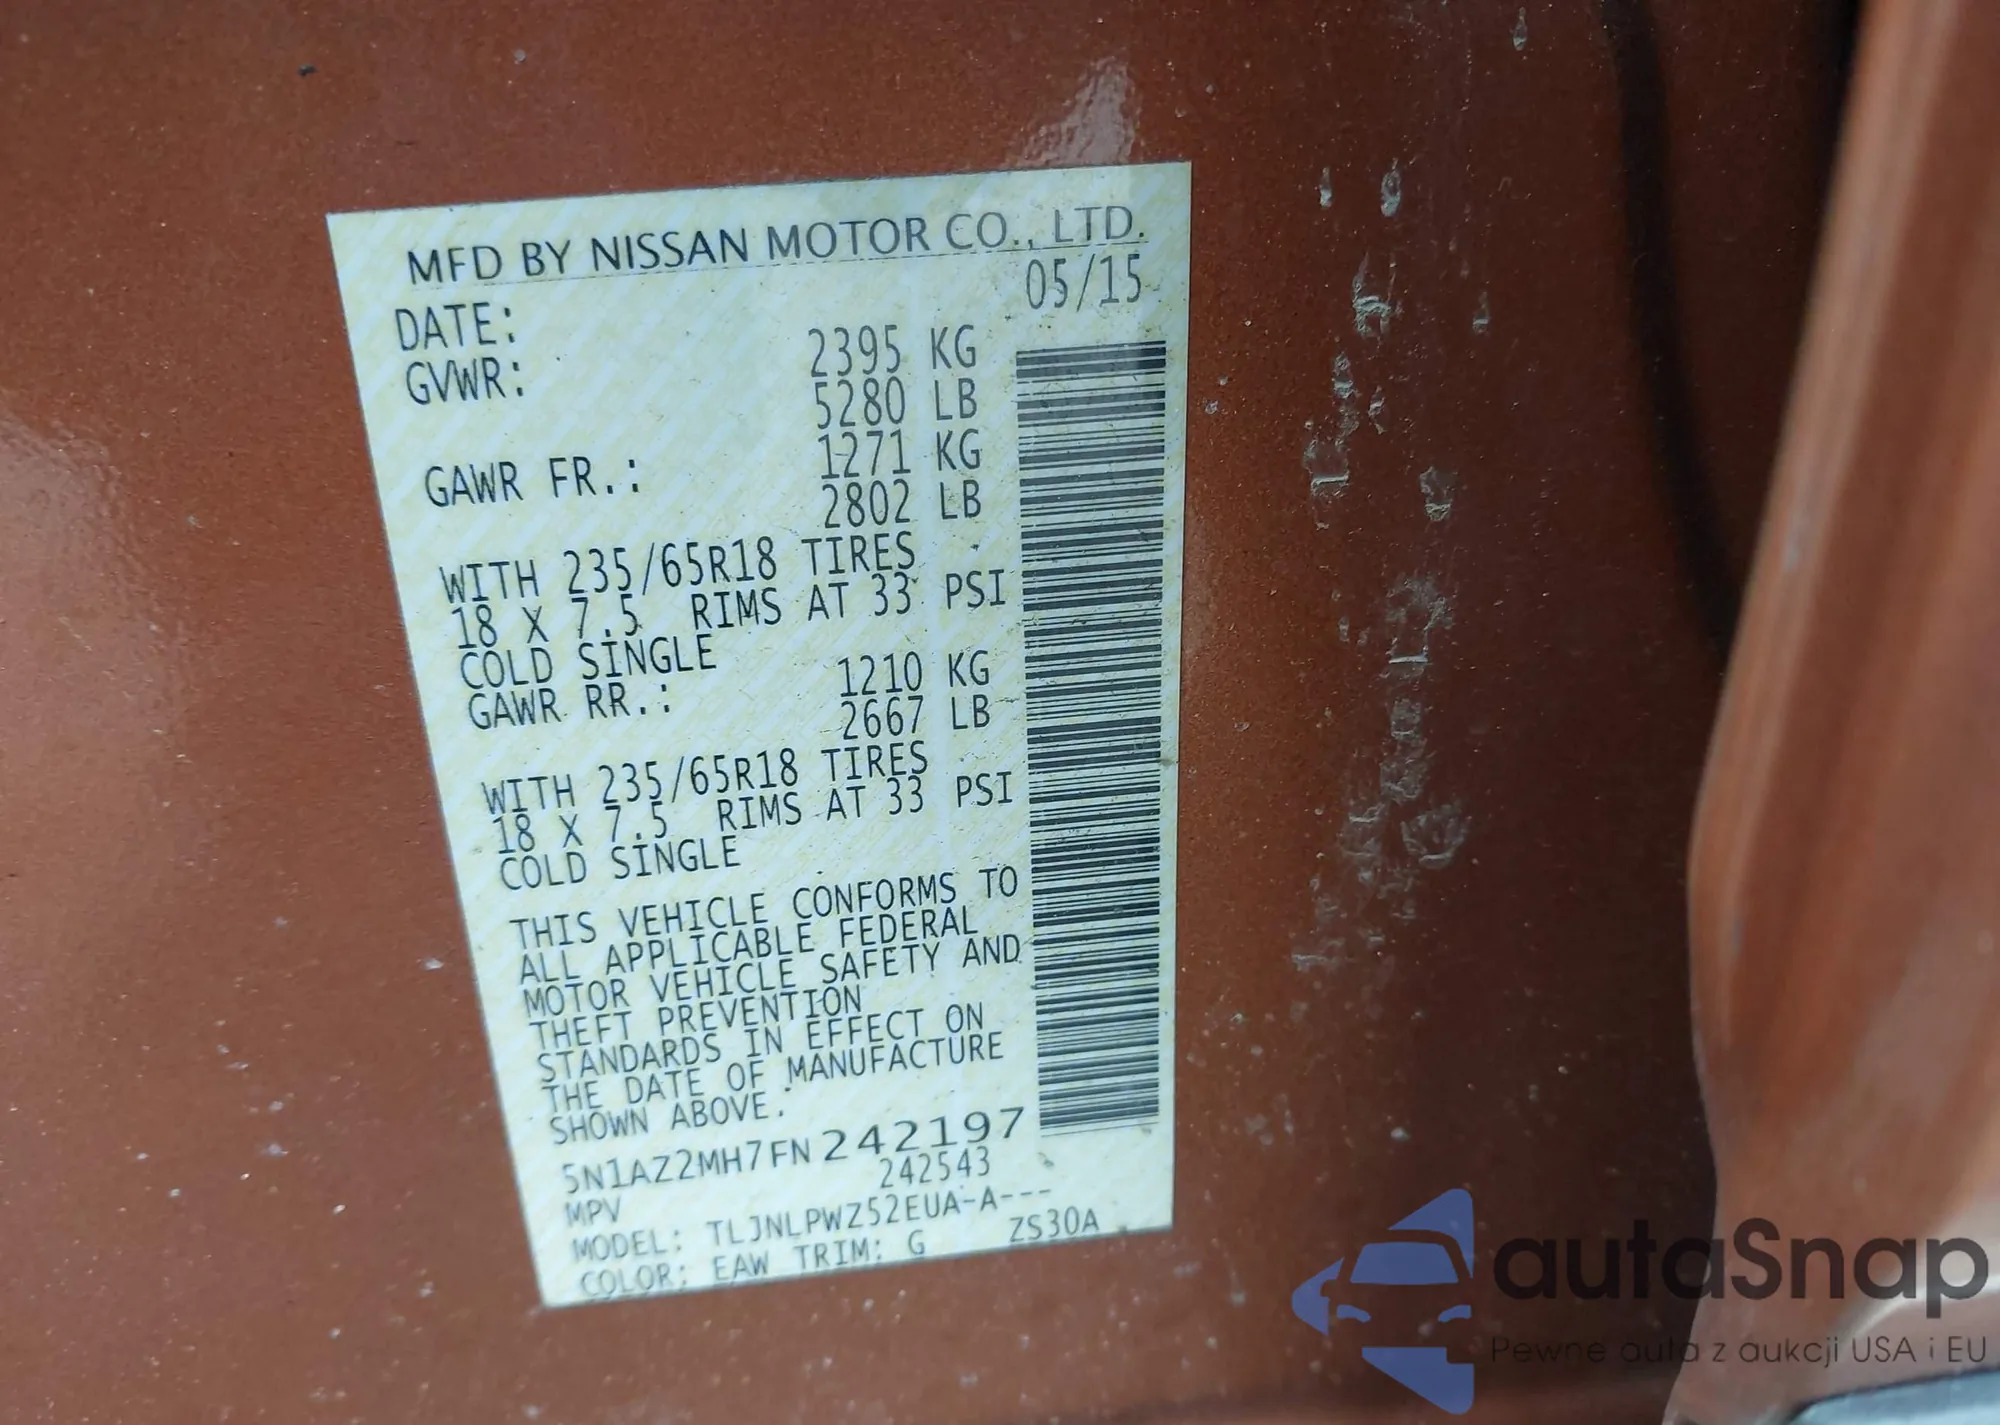 MFD BY NISSAN MOTOR CO., LTD.
DATE: 05/15
GVWR: 2395 KG
5280 LB
GAWR FR.: 1271 KG
2802 LB
WITH 235/65R18 TIRES
18 X 7.5 RIMS AT 33 PSI
COLD SINGLE
GAWR RR.: 1210 KG
2667 LB
WITH 235/65R18 TIRES
18 X 7.5 RIMS AT 33 PSI
COLD SINGLE
THIS VEHICLE CONFORMS TO
ALL APPLICABLE FEDERAL
MOTOR VEHICLE SAFETY AND
THEFT PREVENTION
STANDARDS IN EFFECT ON
THE DATE OF MANUFACTURE
SHOWN ABOVE.
5N1AZ2MH7FN242197
242543
MPV
MODEL: TLJNLPWZ52EUA-A---
COLOR: EAW TRIM: G ZS30A
autaSnap
Pewne auta z aukcji USA i EU